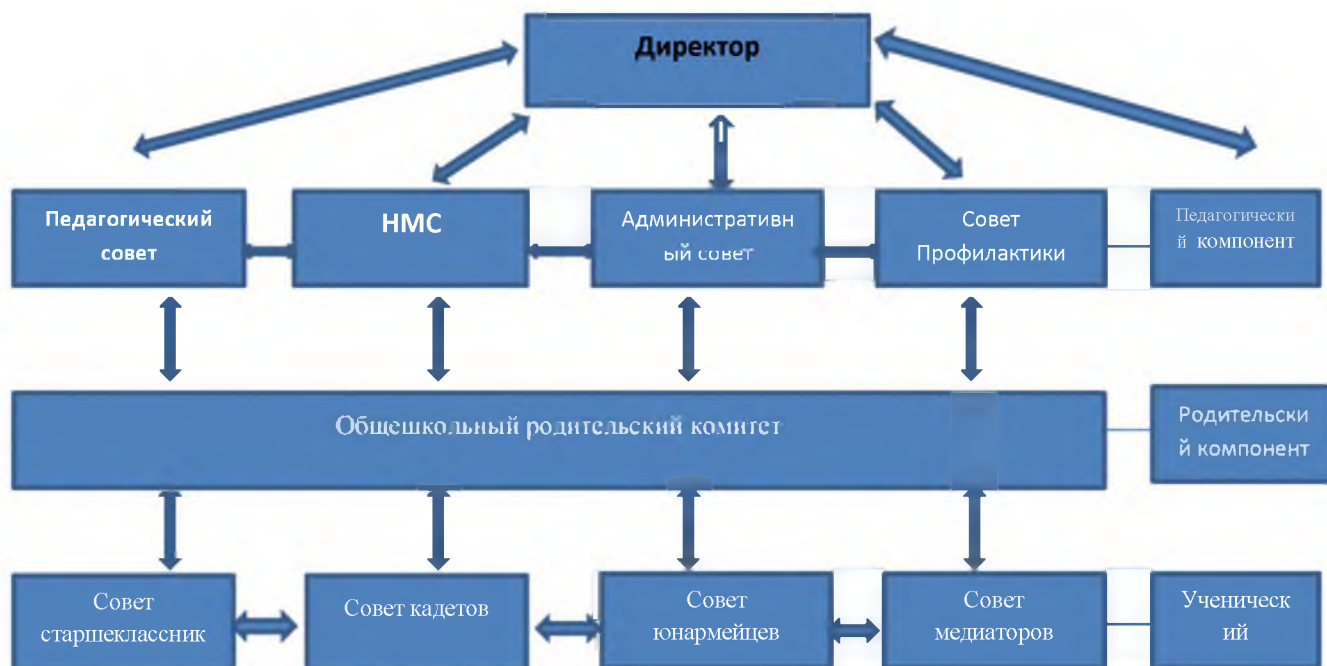 Директор
Педагогический
совет
НМС
Административн
ый совет
Совет
Профилактики
Педагогически
й компонент
Общешкольный родительский комитет
Родительски
й компонент
Совет
старшеклассник
Совет кадетов
Совет
юнармейцев
Совет
медиаторов
Ученическ
ий